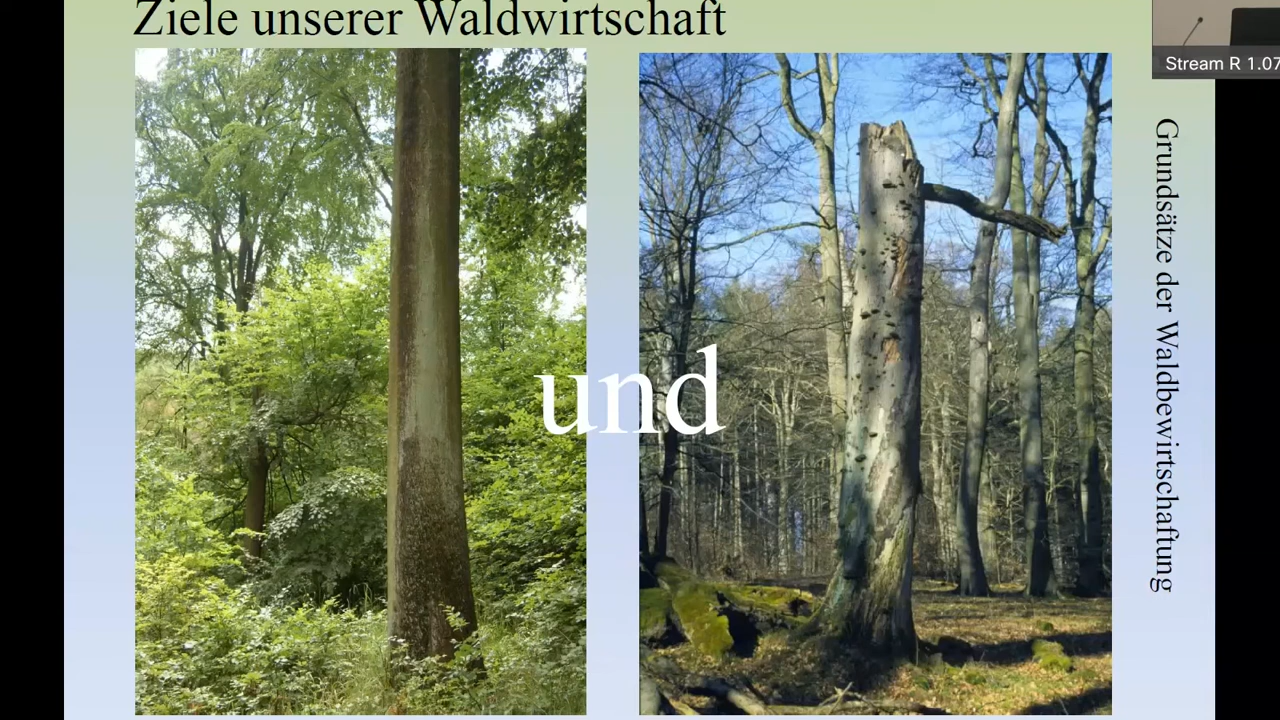 Ziele unserer Waldwirtschaft
Stream R 1.07
und
Grundsätze der Waldbewirtschaftung